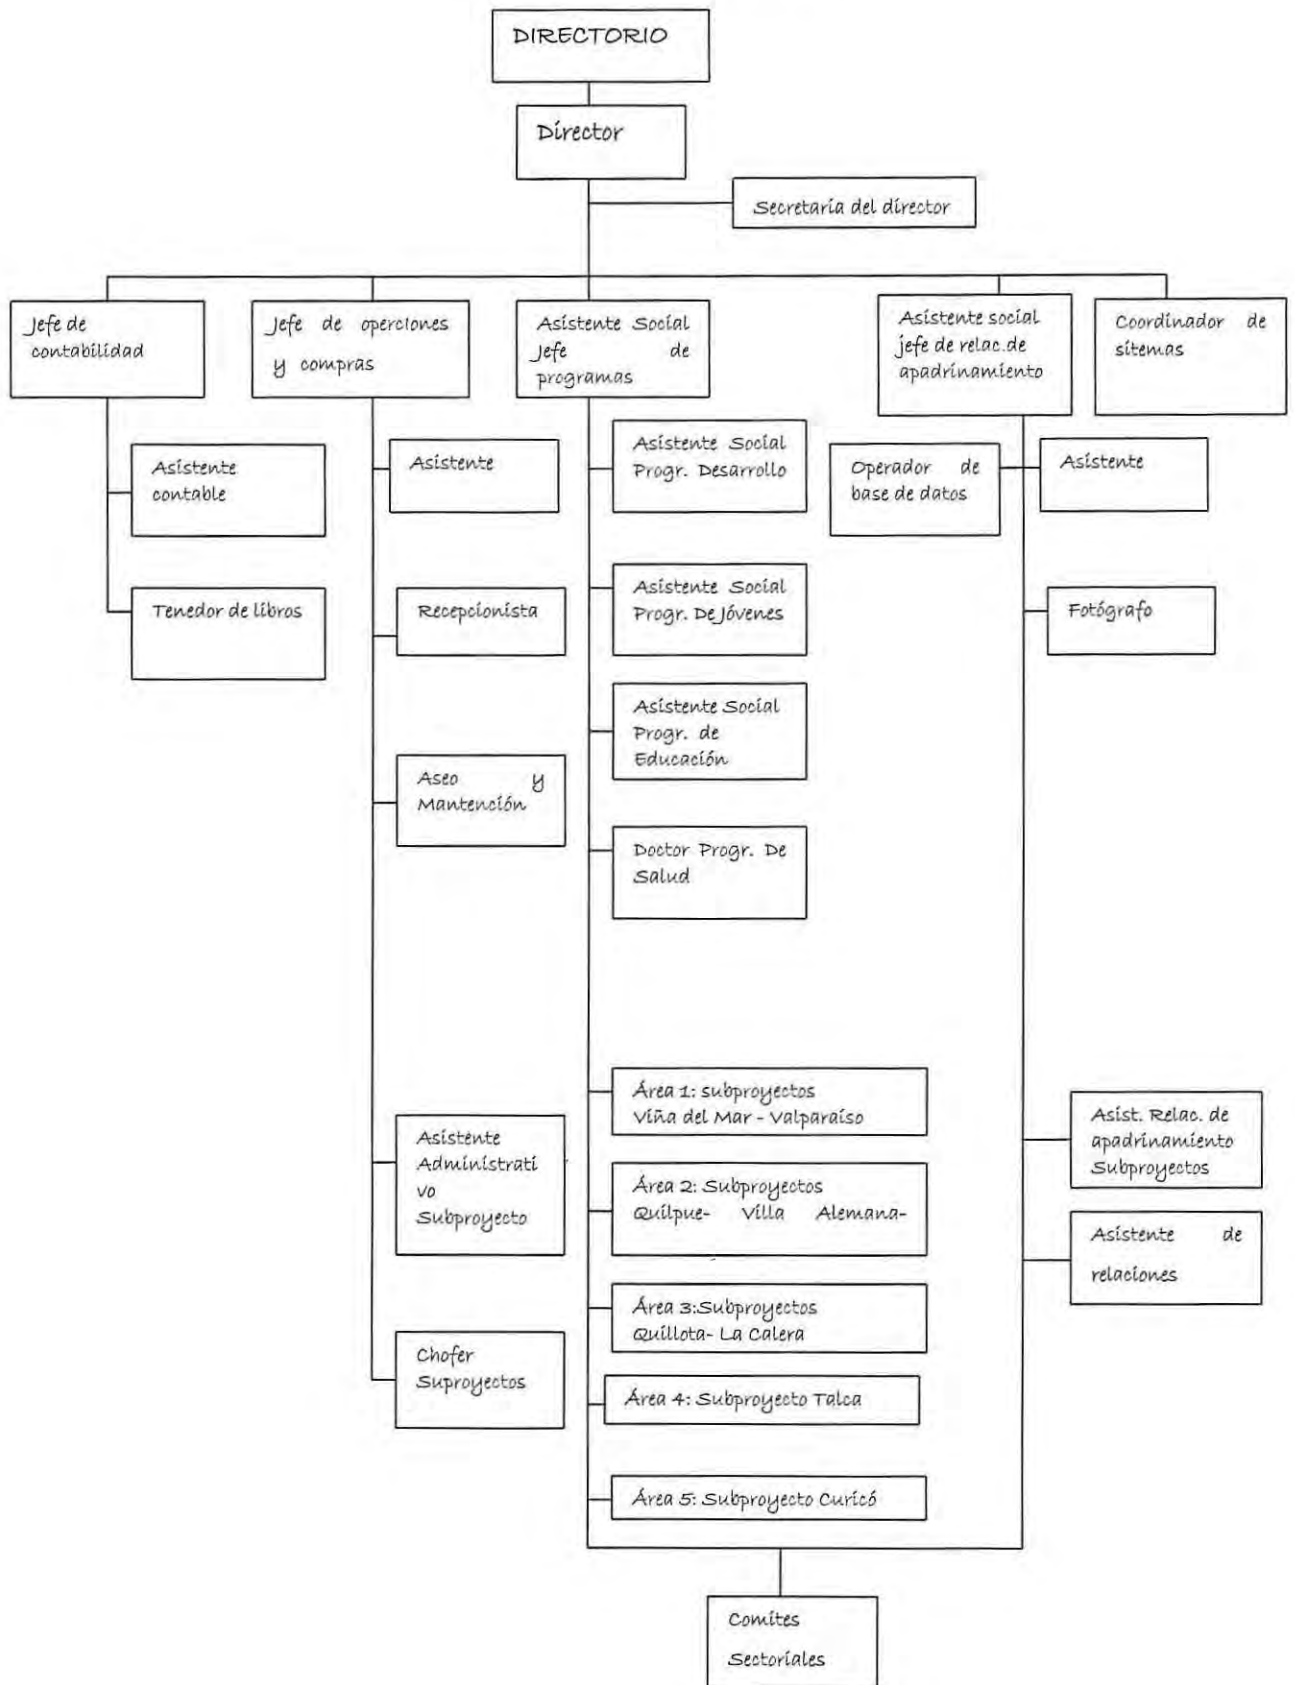 DIRECTORIO
Director
Secretaria del director
Jefe de
contabilidad
Jefe de operciones
y compras
Asistente Social
Jefe de
programas
Asistente social
jefe de relac.de
apadrinamiento
Coordinador de
sitemas
Asistente
contable
Tenedor de libros
Asistente
Recepcionista
Aseo y
Mantención
Asistente
Administrati
vo
Subproyecto
Chofer
Suproyectos
Asistente Social
Progr. Desarrollo
Asistente Social
Progr. De Jóvenes
Asistente Social
Progr. de
Educación
Doctor Progr. De
Salud
Área 1: subproyectos
Viña del Mar - Valparaíso
Área 2: Subproyectos
Quilpue- Villa Alemana-
Área 3:Subproyectos
Quillota- La Calera
Área 4: Subproyecto Talca
Área 5: Subproyecto Curicó
Operador de
base de datos
Asistente
Fotógrafo
Asist. Relac. de
apadrinamiento
Subproyectos
Asistente de
relaciones
Comites
Sectoriales